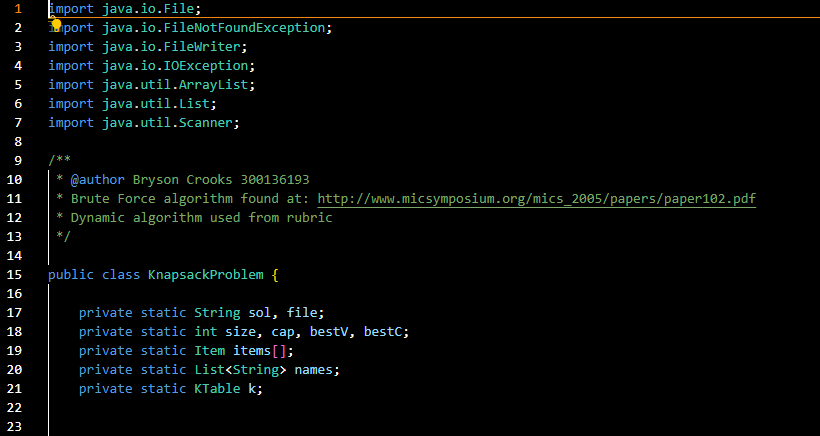 1 import java.io.File;
2 import java.io.FileNotFoundException;
3 import java.io.FileWriter;
4 import java.io.IOException;
5 import java.util.ArrayList;
6 import java.util.List;
7 import java.util.Scanner;
8
9 /**
10 * @author Bryson Crooks 300136193
11 * Brute Force algorithm found at: http://www.micsymposium.org/mics_2005/papers/paper102.pdf
12 * Dynamic algorithm used from rubric
13 */
14
15 public class KnapsackProblem {
16
17 private static String sol, file;
18 private static int size, cap, bestV, bestC;
19 private static Item items[];
20 private static List<String> names;
21 private static KTable k;
22
23